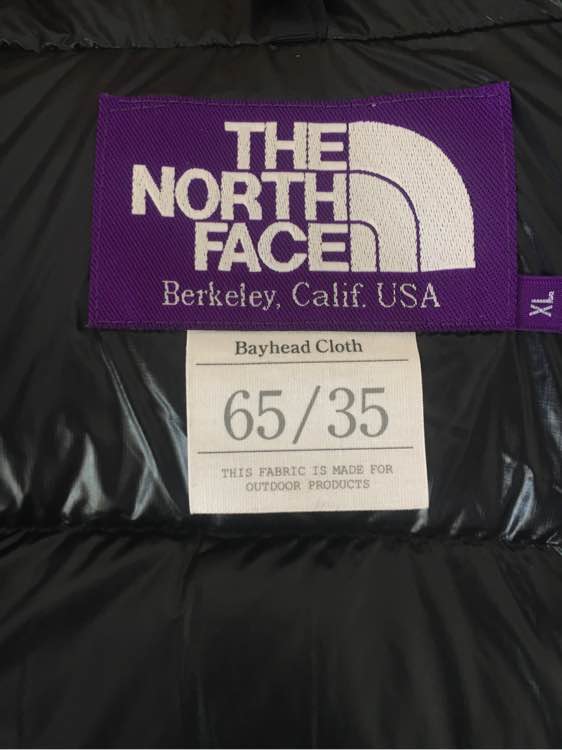 THE
NORTH
FACE
Berkeley, Calif. USA
XL
Bayhead Cloth
65/35
THIS FABRIC IS MADE FOR
OUTDOOR PRODUCTS